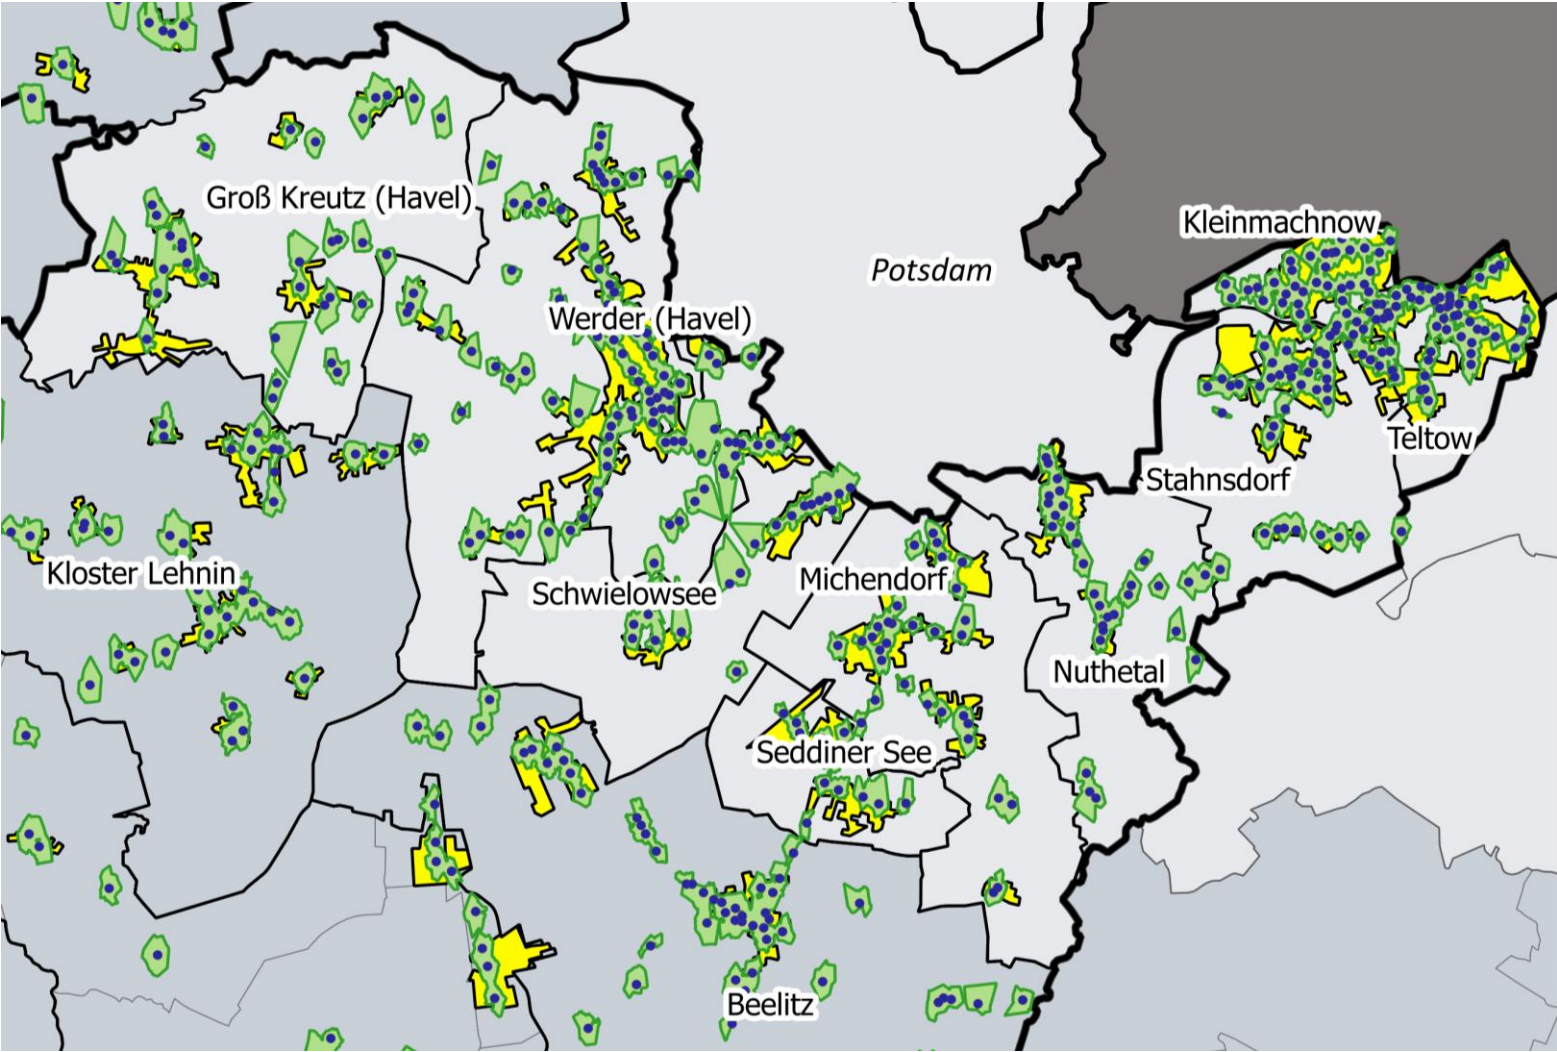 Groß Kreutz (Havel)
Kleinmachnow
Potsdam
Werder (Havel)
Teltow
Stahnsdorf
Kloster Lehnin
Schwielowsee
Michendorf
Nuthetal
Seddiner See
Beelitz